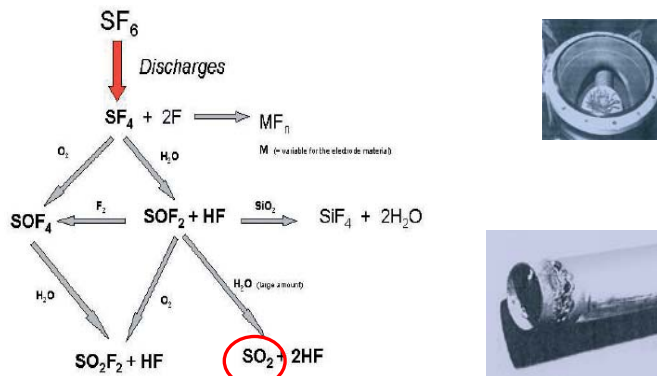 SF₆
Discharges
SF₄ + 2F
MFₙ
M (= variable for the electrode material)
O₂
H₂O
SOF₄
F₂
SOF₂ + HF
SiO₂
SiF₄ + 2H₂O
H₂O
O₂
H₂O (large amount)
SO₂F₂ + HF
SO₂ + 2HF